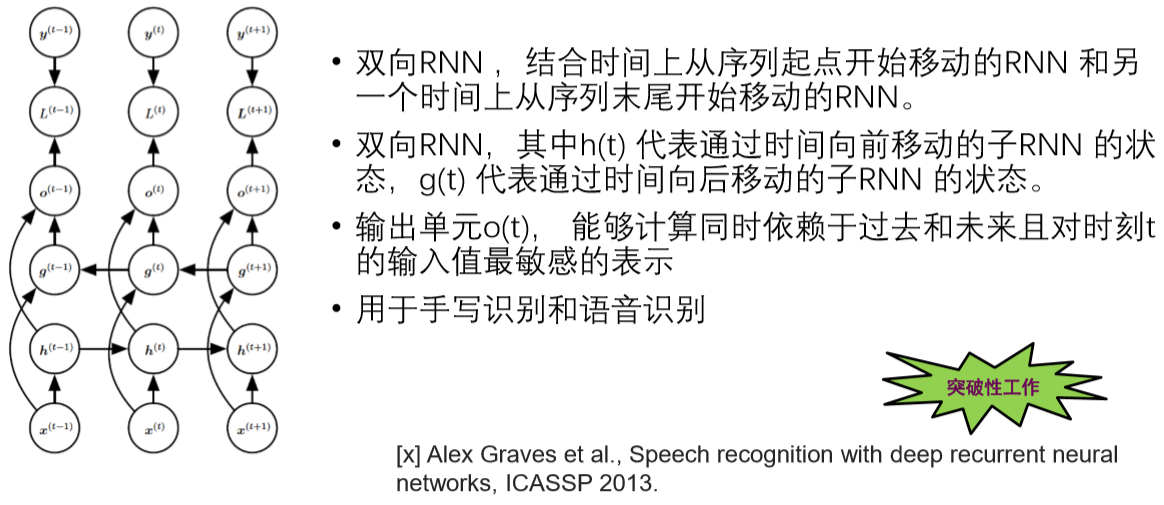 y(t−1) y(t) y(t+1)
L(t−1) L(t) L(t+1)
o(t−1) o(t) o(t+1)
g(t−1) g(t) g(t+1)
h(t−1) h(t) h(t+1)
x(t−1) x(t) x(t+1)
• 双向RNN ，结合时间上从序列起点开始移动的RNN 和另
一个时间上从序列末尾开始移动的RNN。
• 双向RNN，其中h(t) 代表通过时间向前移动的子RNN 的状
态，g(t) 代表通过时间向后移动的子RNN 的状态。
• 输出单元o(t)， 能够计算同时依赖于过去和未来且对时刻t
的输入值最敏感的表示
• 用于手写识别和语音识别
突破性工作
[x] Alex Graves et al., Speech recognition with deep recurrent neural
networks, ICASSP 2013.